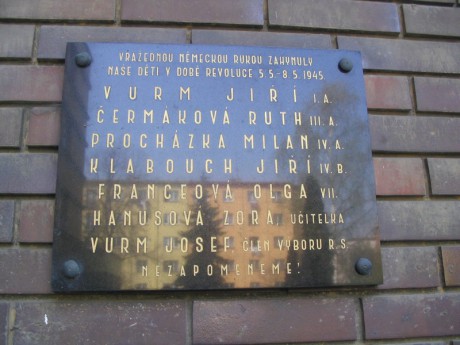 VRAŽEDNOU NĚMECKOU RUKOU ZAHYNULY
NAŠE DĚTI V DOBĚ REVOLUCE 5.5.-8.5.1945.
VURM JIŘÍ I.A.
ČERMÁKOVÁ RUTH III.A.
PROCHÁZKA MILAN IV.A.
KLABOUCH JIŘÍ IV.B.
FRANCEOVÁ OLGA VII.
HANUSOVÁ ZORA, UČITELKA
VURM JOSEF, ČLEN VÝBORU R.S.
NEZAPOMENEME!